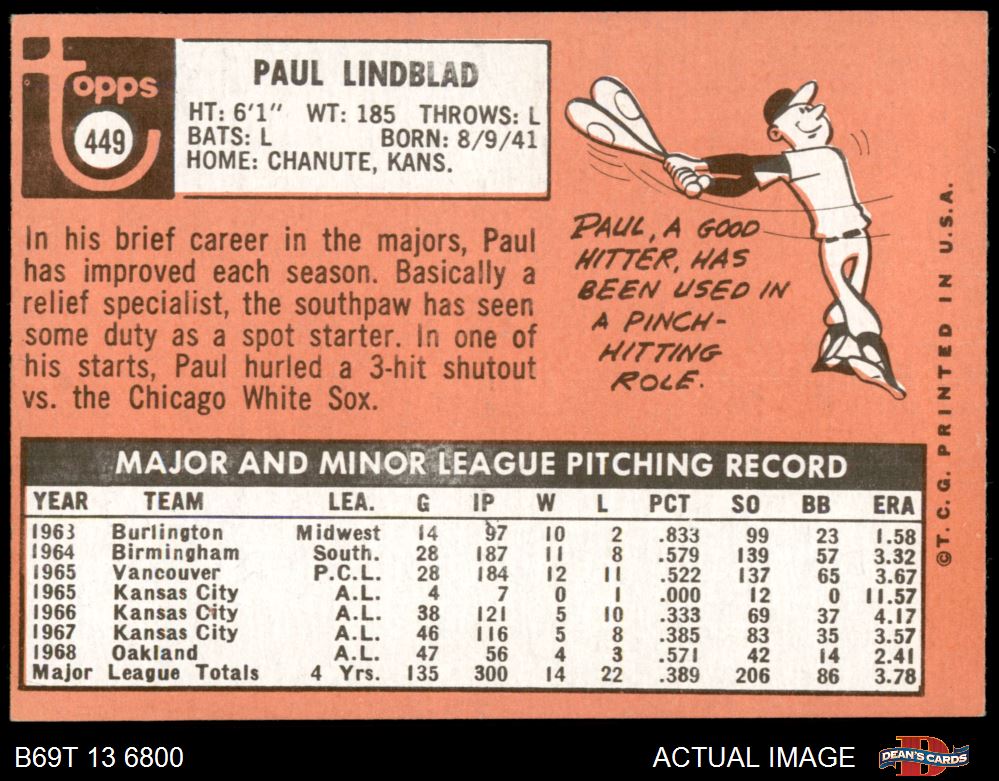 topps
449
PAUL LINDBLAD
HT: 6'1" WT: 185 THROWS: L
BATS: L BORN: 8/9/41
HOME: CHANUTE, KANS.
In his brief career in the majors, Paul
has improved each season. Basically a
relief specialist, the southpaw has seen
some duty as a spot starter. In one of
his starts, Paul hurled a 3-hit shutout
vs. the Chicago White Sox.
PAUL, A GOOD
HITTER, HAS
BEEN USED IN
A PINCH-
HITTING
ROLE.
©T. C. G. PRINTED IN U.S.A.
MAJOR AND MINOR LEAGUE PITCHING RECORD
YEAR TEAM LEA. G IP W L PCT SO BB ERA
1963 Burlington Midwest 14 97 10 2 .833 99 23 1.58
1964 Birmingham South. 28 187 11 8 .579 139 57 3.32
1965 Vancouver P.C.L. 28 184 12 11 .522 137 65 3.67
1965 Kansas City A.L. 4 7 0 1 .000 12 0 11.57
1966 Kansas City A.L. 38 121 5 10 .333 69 37 4.17
1967 Kansas City A.L. 46 116 5 8 .385 83 35 3.57
1968 Oakland A.L. 47 56 4 3 .571 42 14 2.41
Major League Totals 4 Yrs. 135 300 14 22 .389 206 86 3.78
B69T 13 6800
ACTUAL IMAGE
DEAN'S CARDS